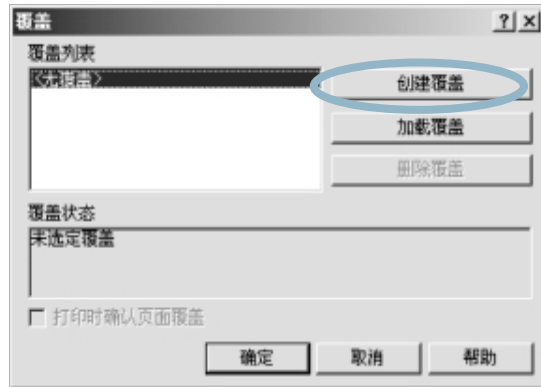 覆盖
覆盖列表
<无覆盖>
创建覆盖
加载覆盖
删除覆盖
覆盖状态
未选定覆盖
打印时确认页面覆盖
确定 取消 帮助